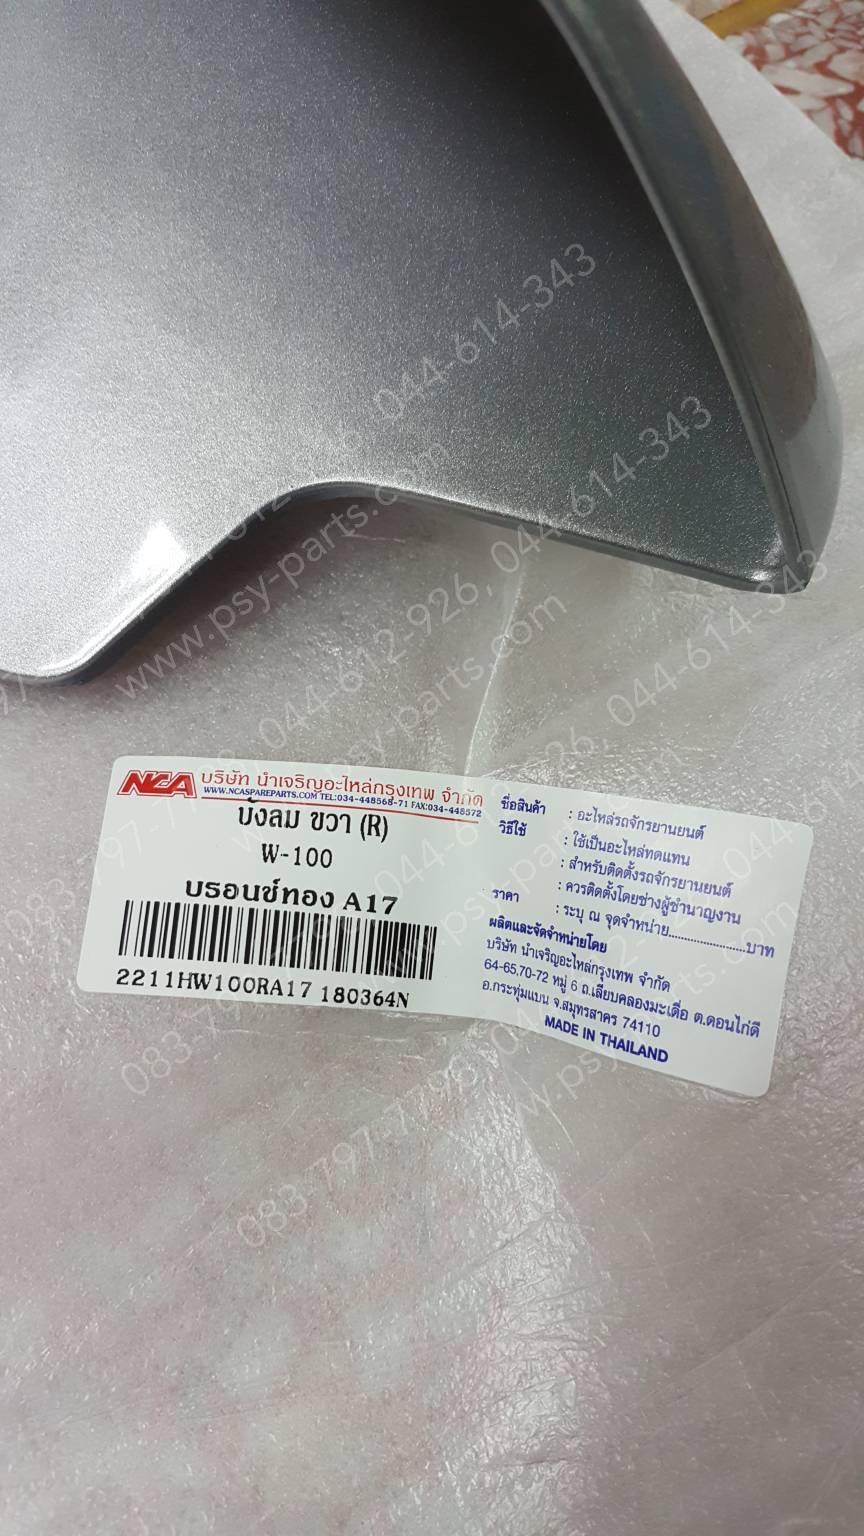 044-614-343
044-614-343
044-612-926, 044-614-343
www.psy-parts.com
NCA บริษัท นำเจริญอะไหล่กรุงเทพ จำกัด
WWW.NCASPAREPARTS.COM TEL:034-448568-71 FAX:034-448572
บังลม ขวา (R)
W-100
บรอนซ์ทอง A17
2211HW100RA17 180364N
ชื่อสินค้า : อะไหล่รถจักรยานยนต์
วิธีใช้ : ใช้เป็นอะไหล่ทดแทน
: สำหรับติดตั้งรถจักรยานยนต์
: ควรติดตั้งโดยช่างผู้ชำนาญงาน
ราคา : ระบุ ณ จุดจำหน่าย........................บาท
ผลิตและจัดจำหน่ายโดย
บริษัท นำเจริญอะไหล่กรุงเทพ จำกัด
64-65,70-72 หมู่ 6 ถ.เลียบคลองมะเดื่อ ต.ดอนไก่ดี
อ.กระทุ่มแบน จ.สมุทรสาคร 74110
MADE IN THAILAND
083-797-7796
083-797-7796